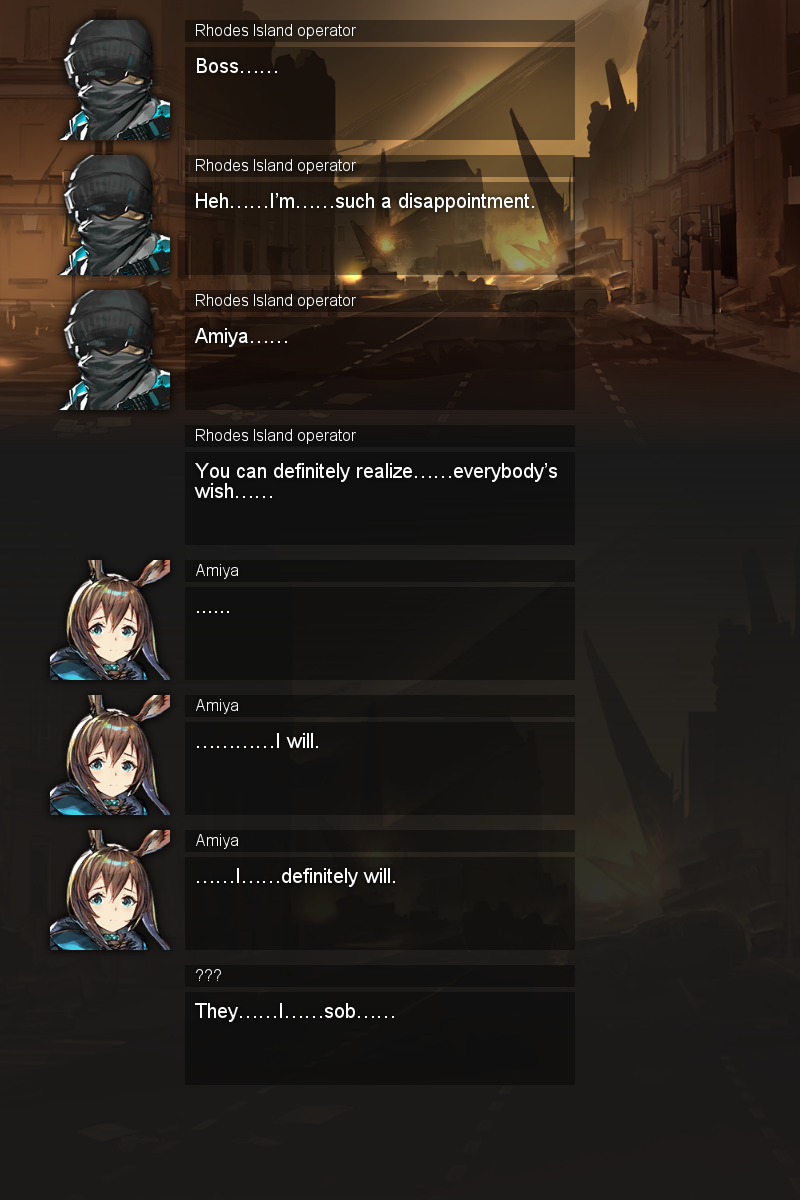 Rhodes Island operator
Boss……
Rhodes Island operator
Heh……I'm……such a disappointment.
Rhodes Island operator
Amiya……
Rhodes Island operator
You can definitely realize……everybody's
wish……
Amiya
……
Amiya
…………I will.
Amiya
……I……definitely will.
???
They……I……sob……